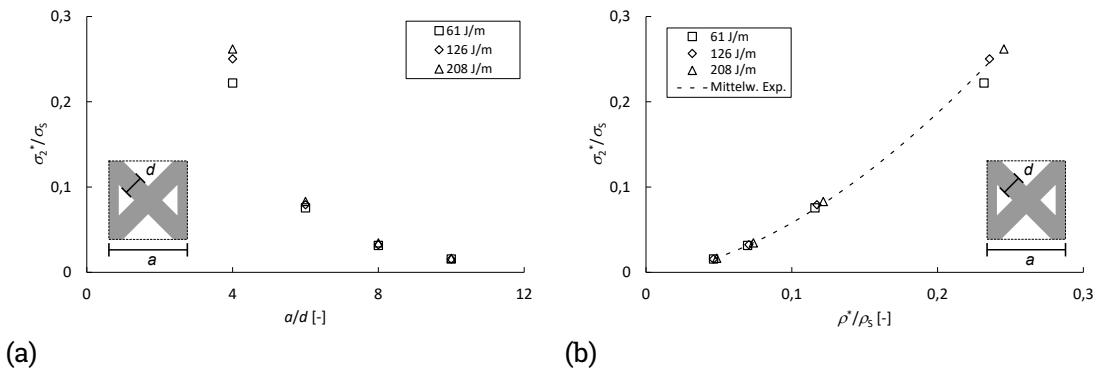 0,3
0,2
0,1
0
0
4
8
12
σ2*/σS
a/d [-]
61 J/m
126 J/m
208 J/m
d
a
(a)
0,3
0,2
0,1
0
0
0,1
0,2
0,3
σ2*/σS
ρ*/ρS [-]
61 J/m
126 J/m
208 J/m
Mittelw. Exp.
d
a
(b)